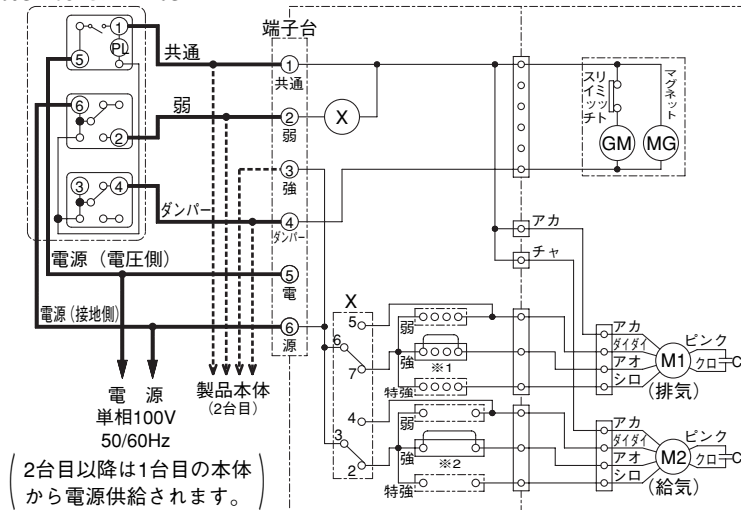 ① PL ⑤
⑥ ②
③ ④
共通
弱
ダンパー
電源（電圧側）
電源（接地側）
電 源
単相100V
50/60Hz
製品本体
(2台目)
2台目以降は1台目の本体
から電源供給されます。
端子台
① 共通
② 弱
③ 強
④ ダンパー
⑤ 電
⑥ 源
X
X
5
6
7
4
3
2
弱
強
※1
特強
弱
強
※2
特強
リミットスイッチ
マグネット
GM
MG
アカ
チャ
アカ
ダイダイ
アオ
シロ
M1
(排気)
ピンク
クロ
C
アカ
ダイダイ
アオ
シロ
M2
(給気)
ピンク
クロ
C